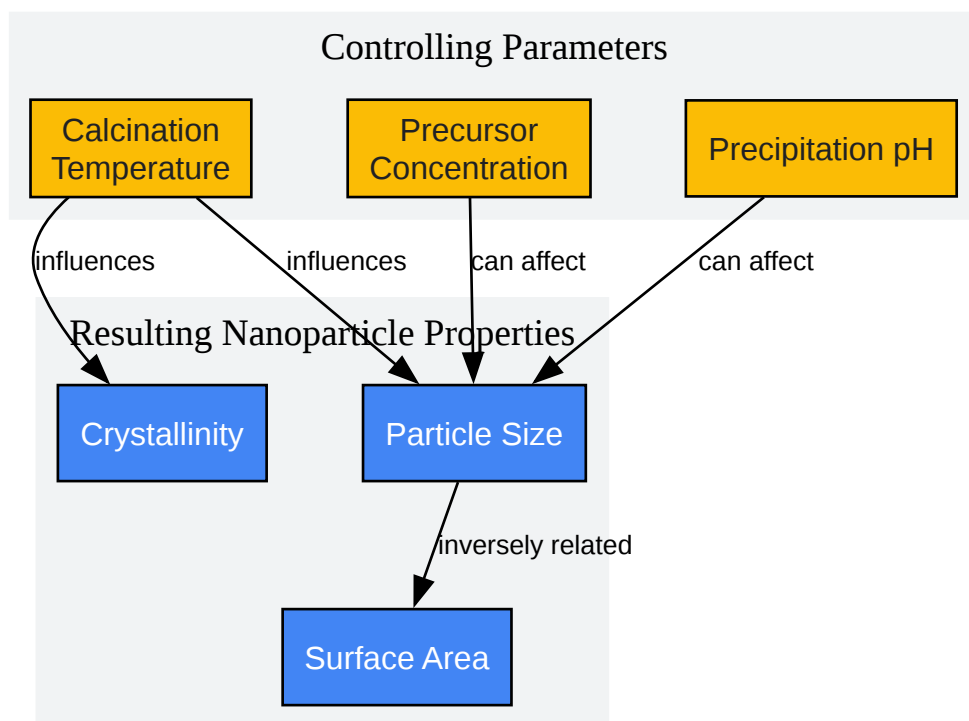 Controlling Parameters
Calcination
Temperature
Precursor
Concentration
Precipitation pH
influences
influences
can affect
can affect
Resulting Nanoparticle Properties
Crystallinity
Particle Size
inversely related
Surface Area